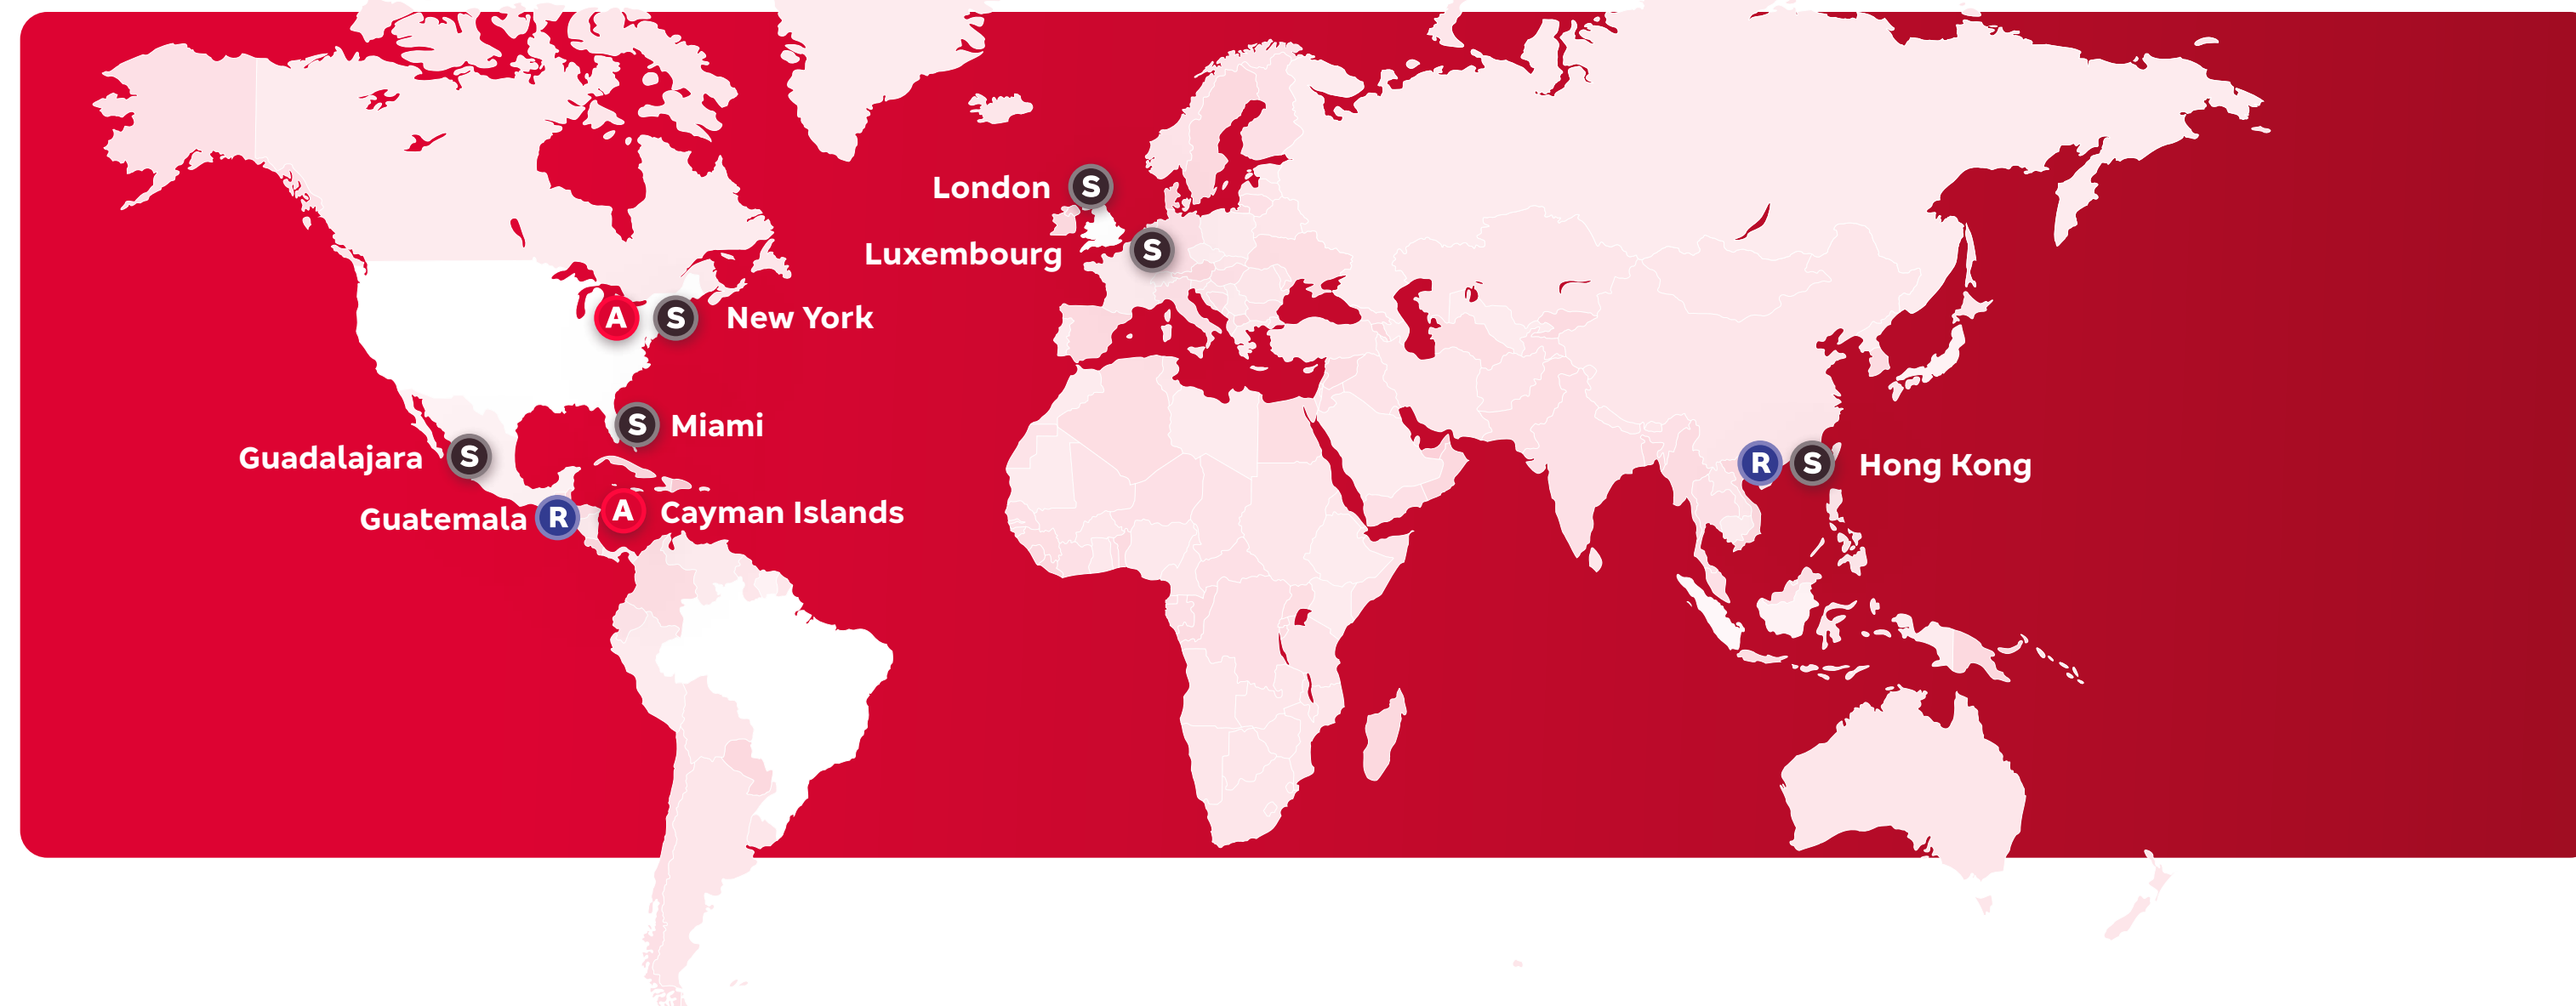 London S
Luxembourg S
A S New York
S Miami
Guadalajara S
R S Hong Kong
Guatemala R A Cayman Islands